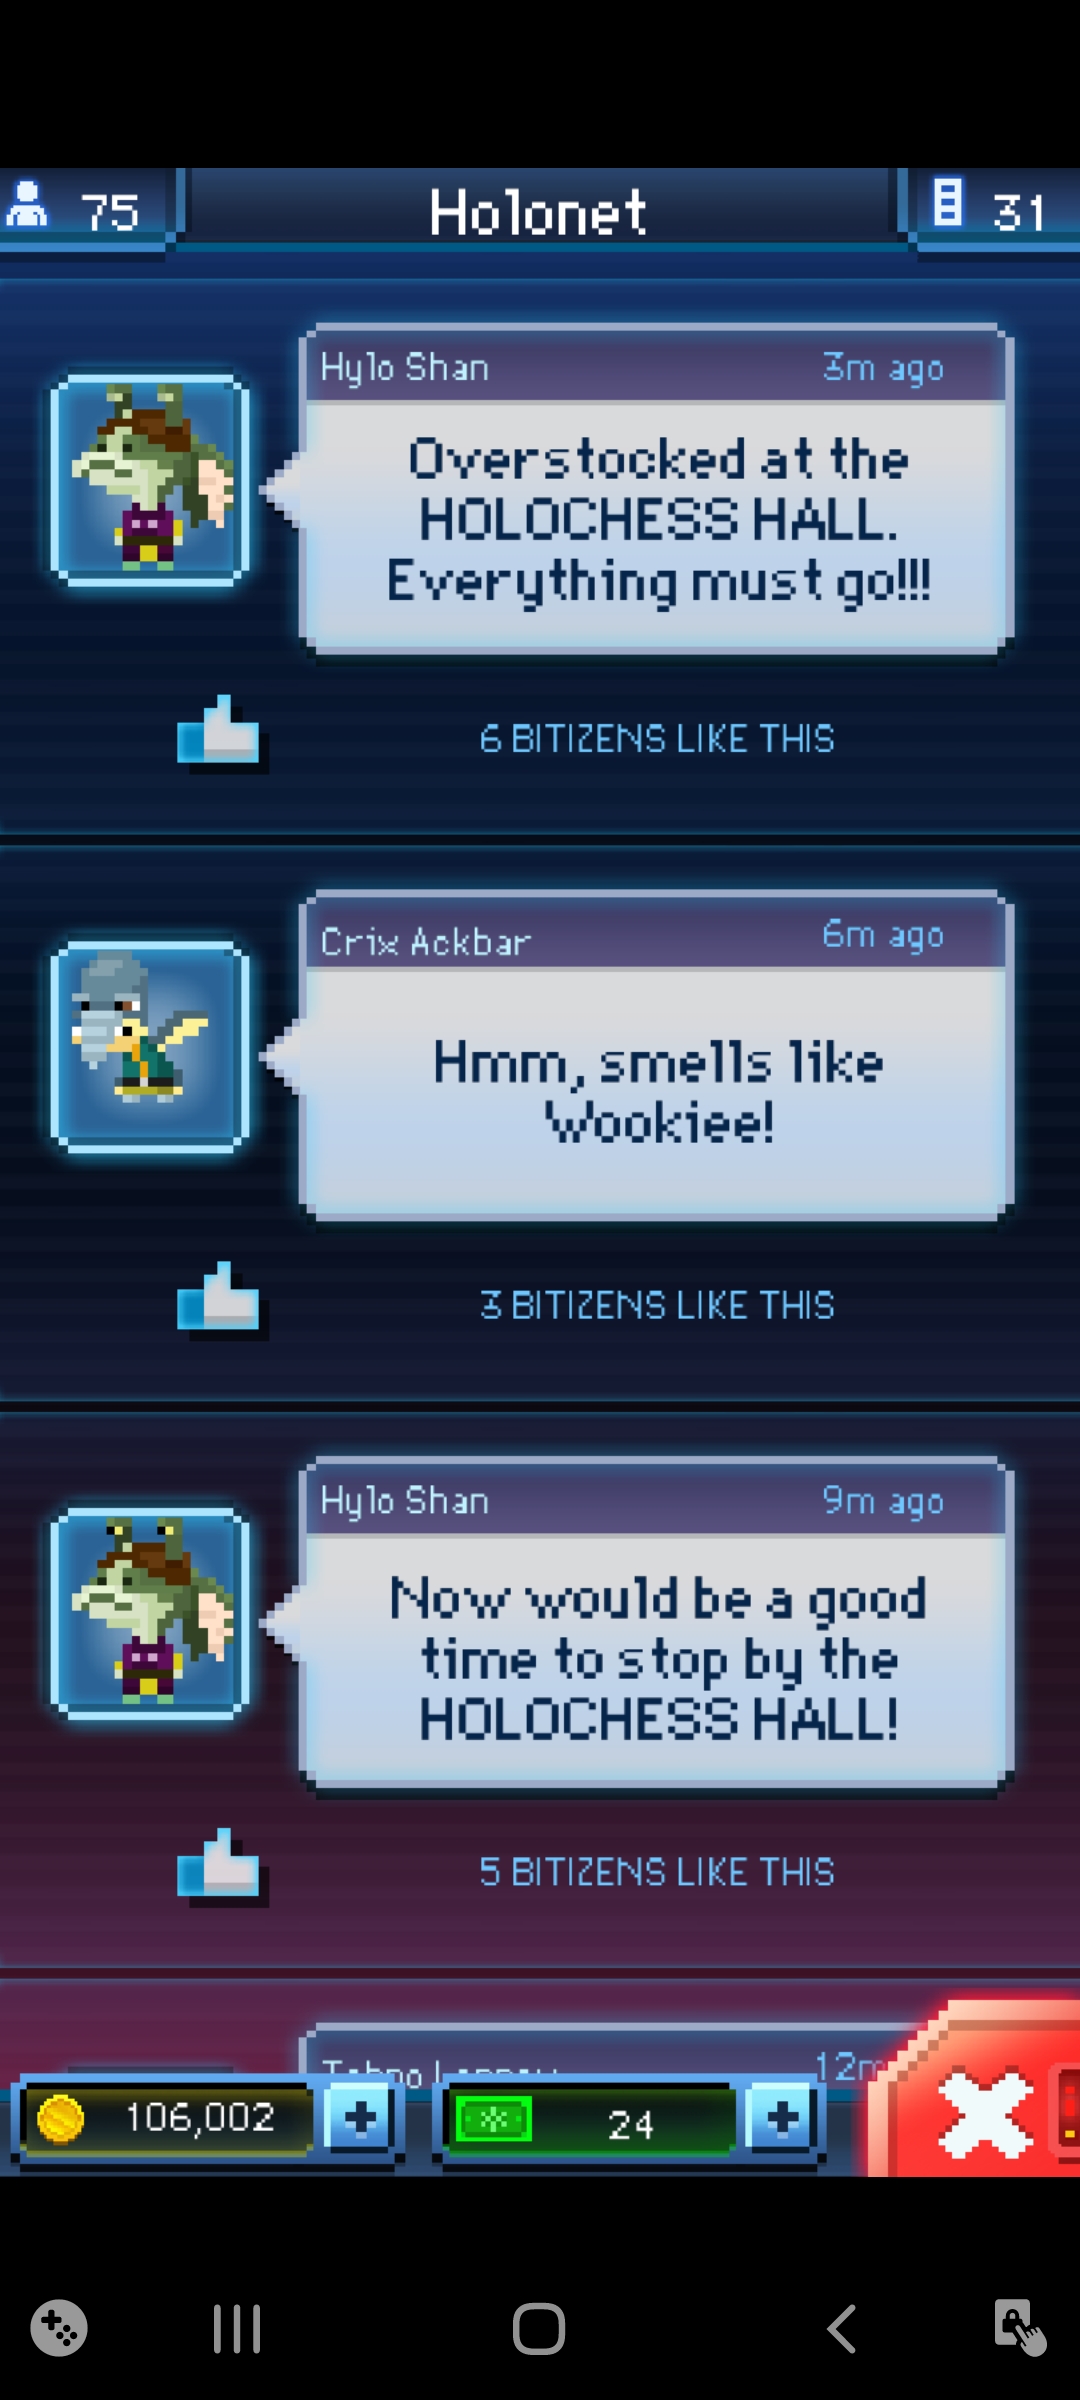 75
Holonet
31
Hylo Shan
3m ago
Overstocked at the
HOLOCHESS HALL.
Everything must go!!!
6 BITIZENS LIKE THIS
Crix Ackbar
6m ago
Hmm, smells like
Wookiee!
3 BITIZENS LIKE THIS
Hylo Shan
9m ago
Now would be a good
time to stop by the
HOLOCHESS HALL!
5 BITIZENS LIKE THIS
12m
106,002
24